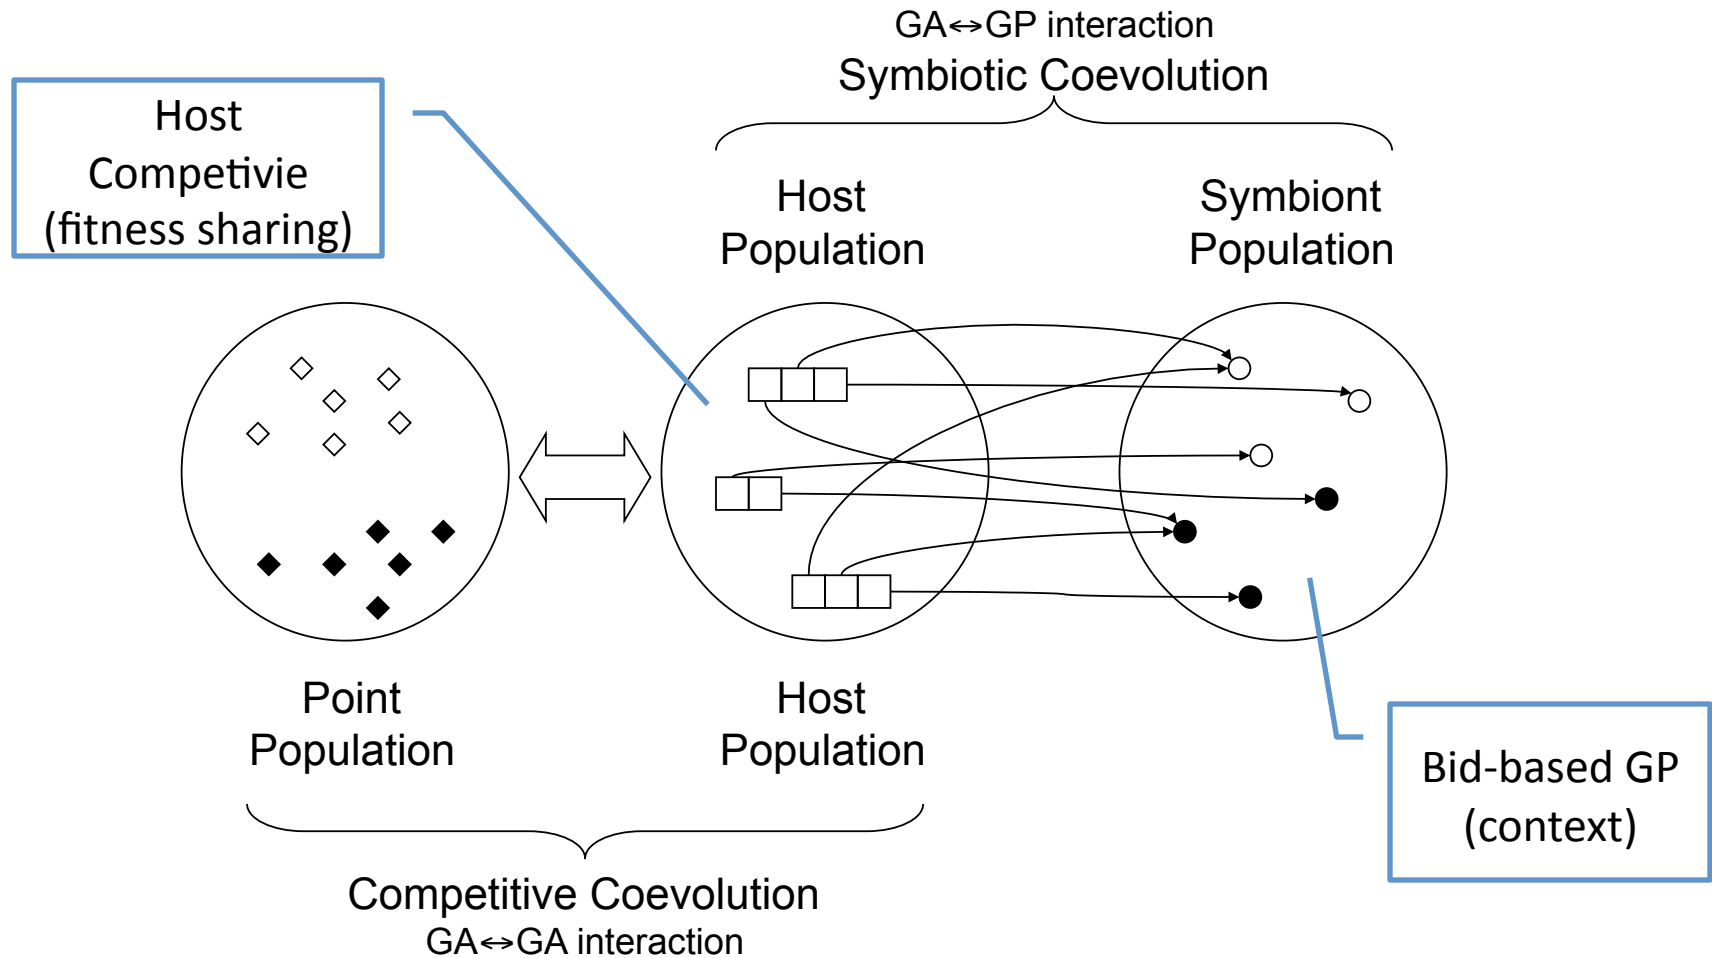 GA↔GP interaction
Symbiotic Coevolution
Host
Competivie
(fitness sharing)
Host
Population
Symbiont
Population
Point
Population
Host
Population
Bid-based GP
(context)
Competitive Coevolution
GA↔GA interaction